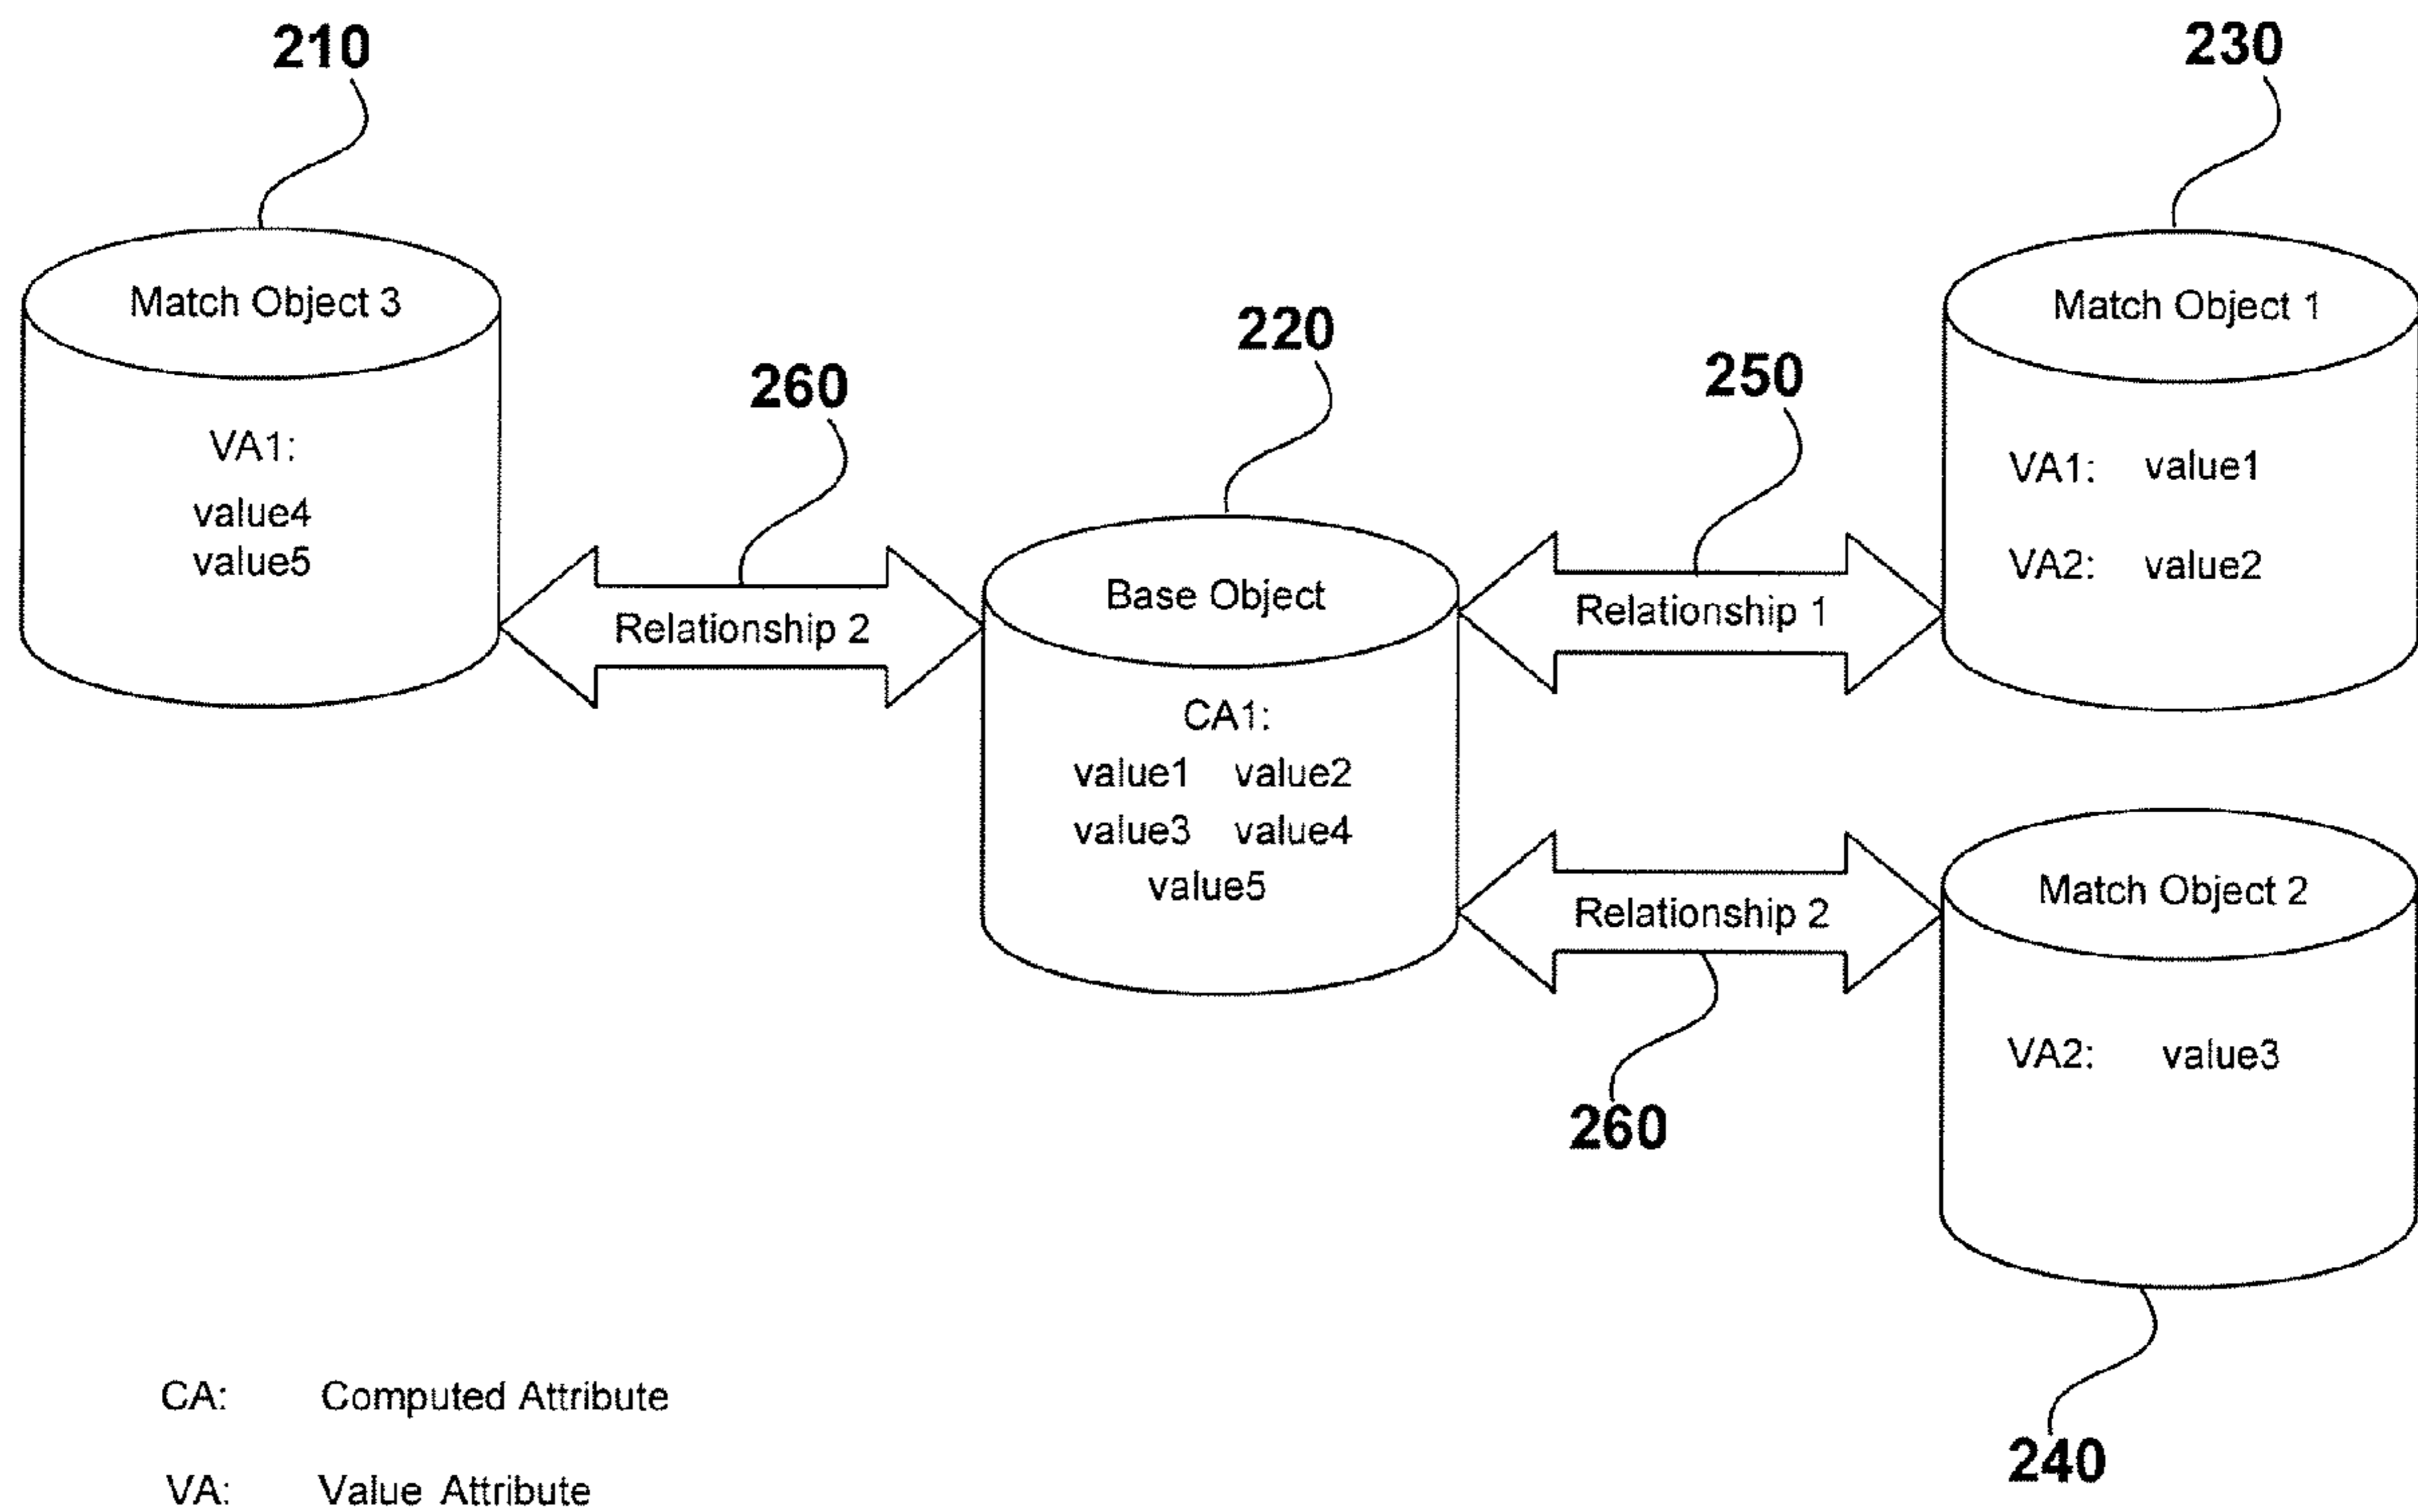 210
230
Match Object 3
Match Object 1
220
260
250
VA1:
value4
value5
VA1: value1
VA2: value2
Relationship 2
Base Object
Relationship 1
CA1:
value1 value2
value3 value4
value5
Relationship 2
Match Object 2
VA2: value3
260
240
CA: Computed Attribute
VA: Value Attribute